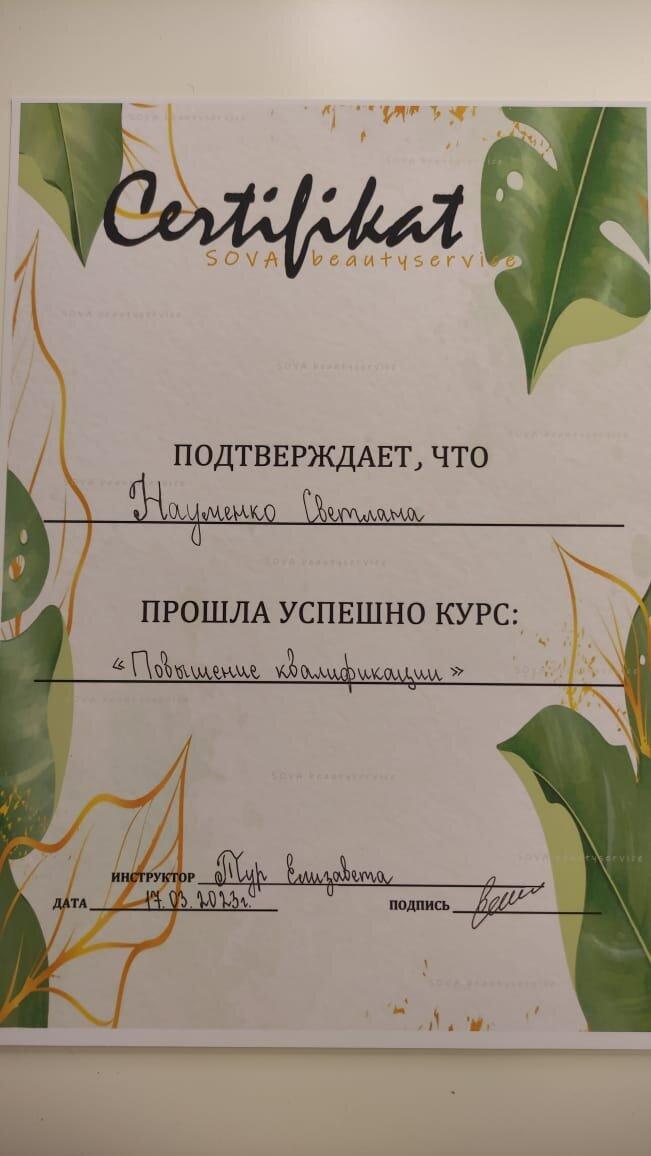 Certifikat
SOVA beautyservice
ПОДТВЕРЖДАЕТ, ЧТО
Науменко Светлана
ПРОШЛА УСПЕШНО КУРС:
«Повышение квалификации»
ИНСТРУКТОР Тур Елизавета
ДАТА 17.03.2023г. ПОДПИСЬ